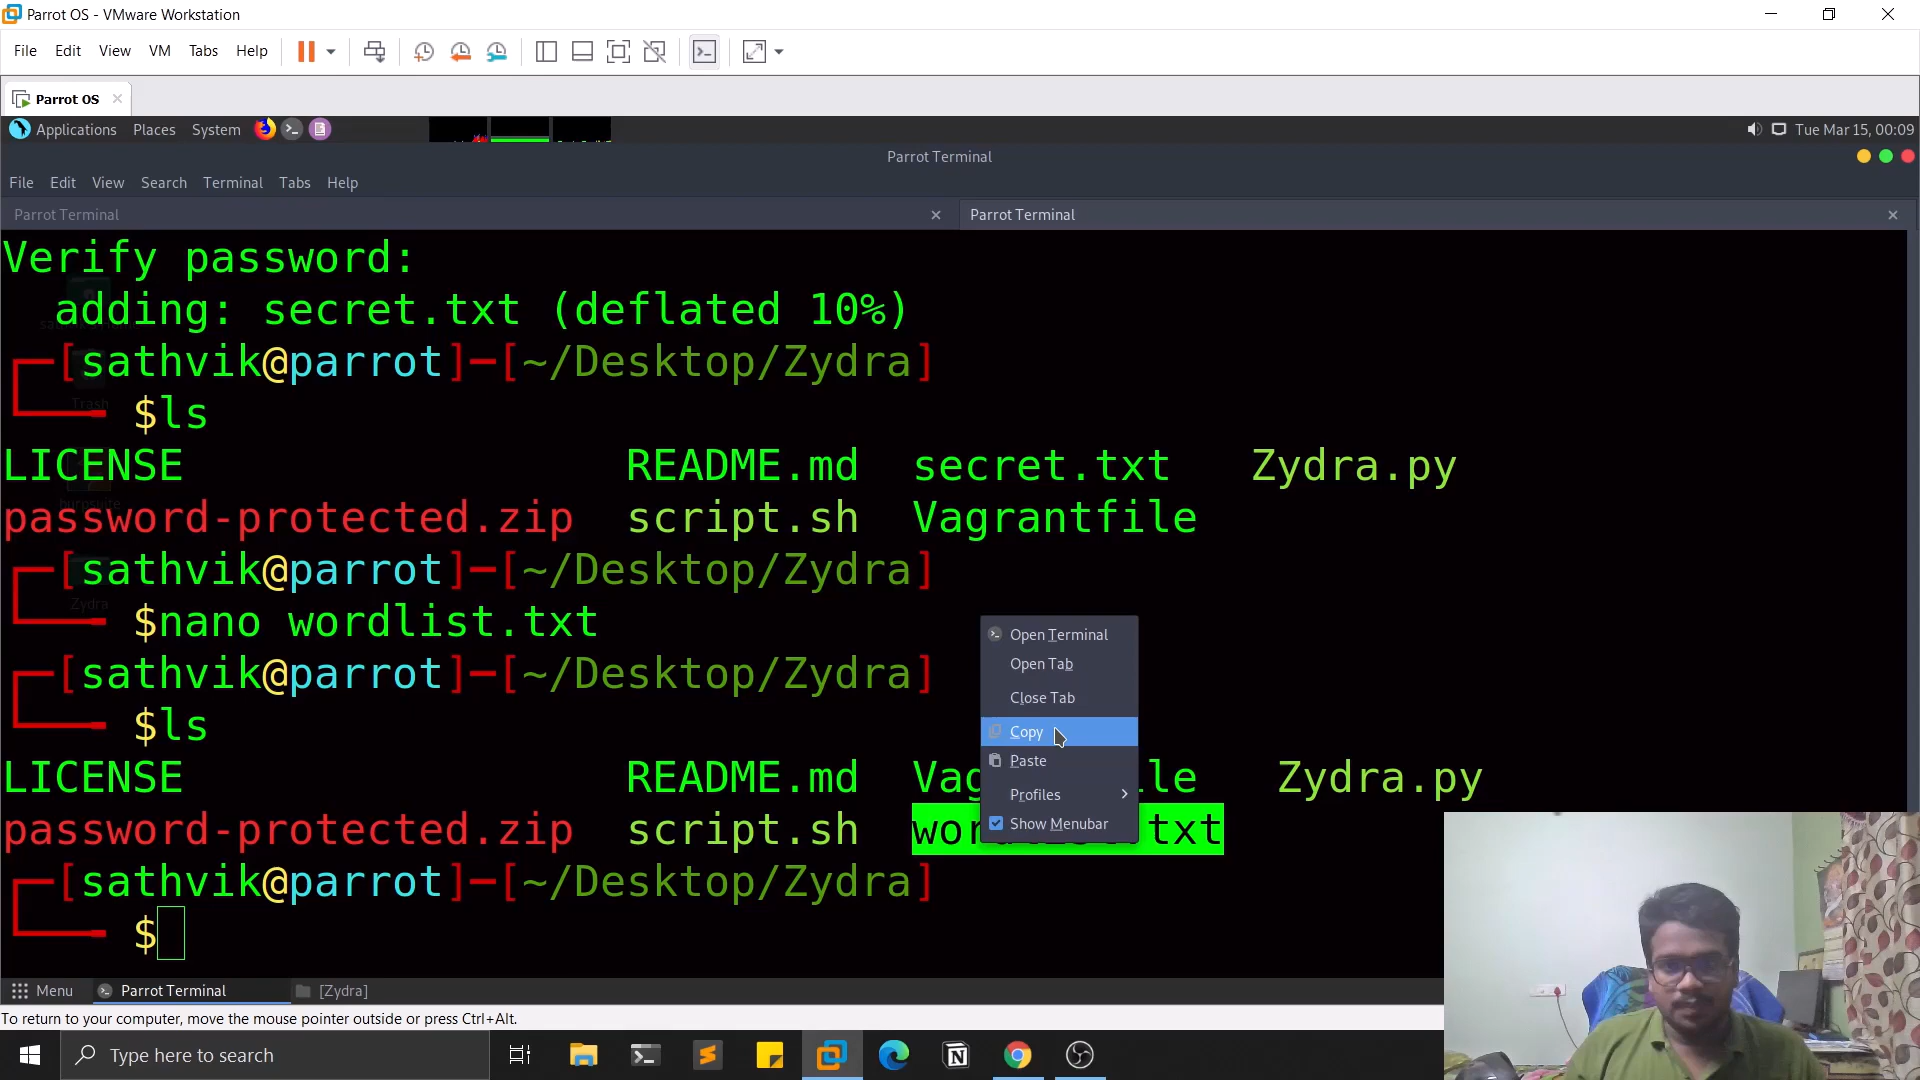 Parrot OS - VMware Workstation
File Edit View VM Tabs Help
Parrot OS
Applications Places System Tue Mar 15, 00:09
Parrot Terminal
File Edit View Search Terminal Tabs Help
Parrot Terminal Parrot Terminal
Verify password:
adding: secret.txt (deflated 10%)
[sathvik@parrot]─[~/Desktop/Zydra]
$ls
LICENSE README.md secret.txt Zydra.py
password-protected.zip script.sh Vagrantfile
[sathvik@parrot]─[~/Desktop/Zydra]
$nano wordlist.txt
[sathvik@parrot]─[~/Desktop/Zydra]
$ls
LICENSE README.md Vag le Zydra.py
password-protected.zip script.sh wor txt
[sathvik@parrot]─[~/Desktop/Zydra]
$
Trash
Zydra
Open Terminal
Open Tab
Close Tab
Copy
Paste
Profiles
Show Menubar
Menu Parrot Terminal [Zydra]
To return to your computer, move the mouse pointer outside or press Ctrl+Alt.
Type here to search